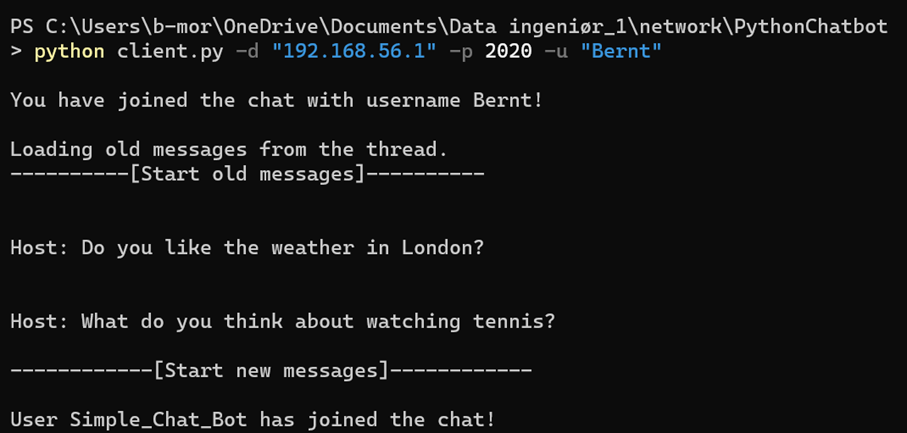 PS C:\Users\b-mor\OneDrive\Documents\Data ingeniør_1\network\PythonChatbot
> python client.py -d "192.168.56.1" -p 2020 -u "Bernt"
You have joined the chat with username Bernt!
Loading old messages from the thread.
----------[Start old messages]----------
Host: Do you like the weather in London?
Host: What do you think about watching tennis?
------------[Start new messages]------------
User Simple_Chat_Bot has joined the chat!